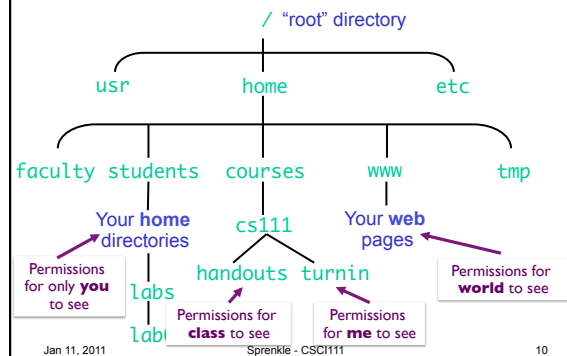 / “root” directory
usr home etc
faculty students courses www tmp
Your home directories
cs111
Your web pages
Permissions for only you to see
handouts turnin
Permissions for world to see
labs
Permissions for class to see
Permissions for me to see
Jan 11, 2011 Sprenkle - CSCI111 10